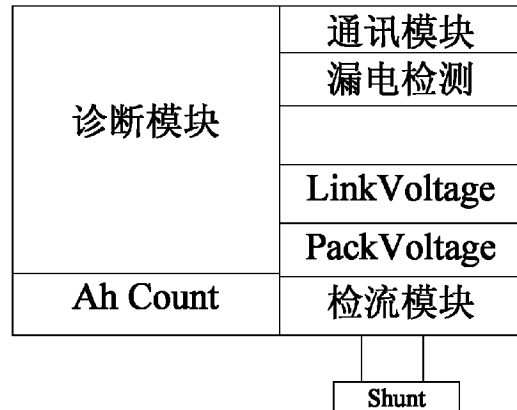 诊断模块
Ah Count
通讯模块
漏电检测
LinkVoltage
PackVoltage
检流模块
Shunt